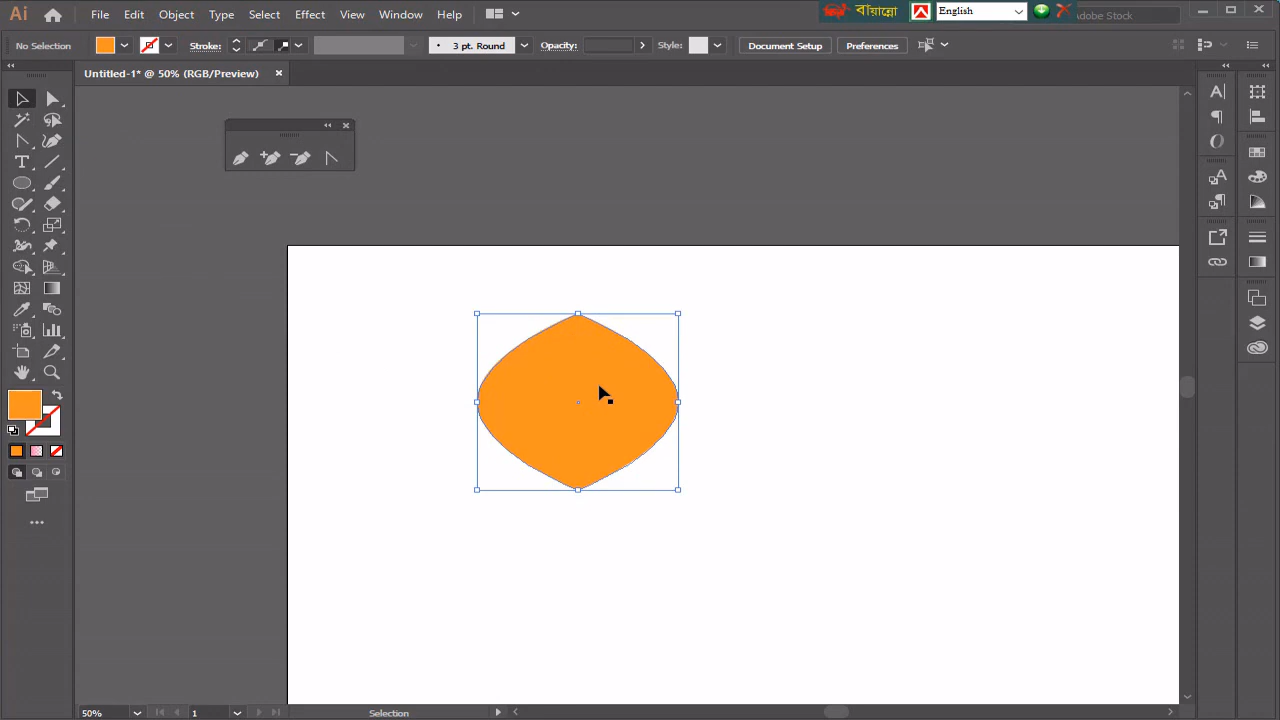 Ai File Edit Object Type Select Effect View Window Help বায়ান্নো English Adobe Stock
No Selection Stroke: 3 pt. Round Opacity: Style: Document Setup Preferences
Untitled-1* @ 50% (RGB/Preview)
50% 1 Selection